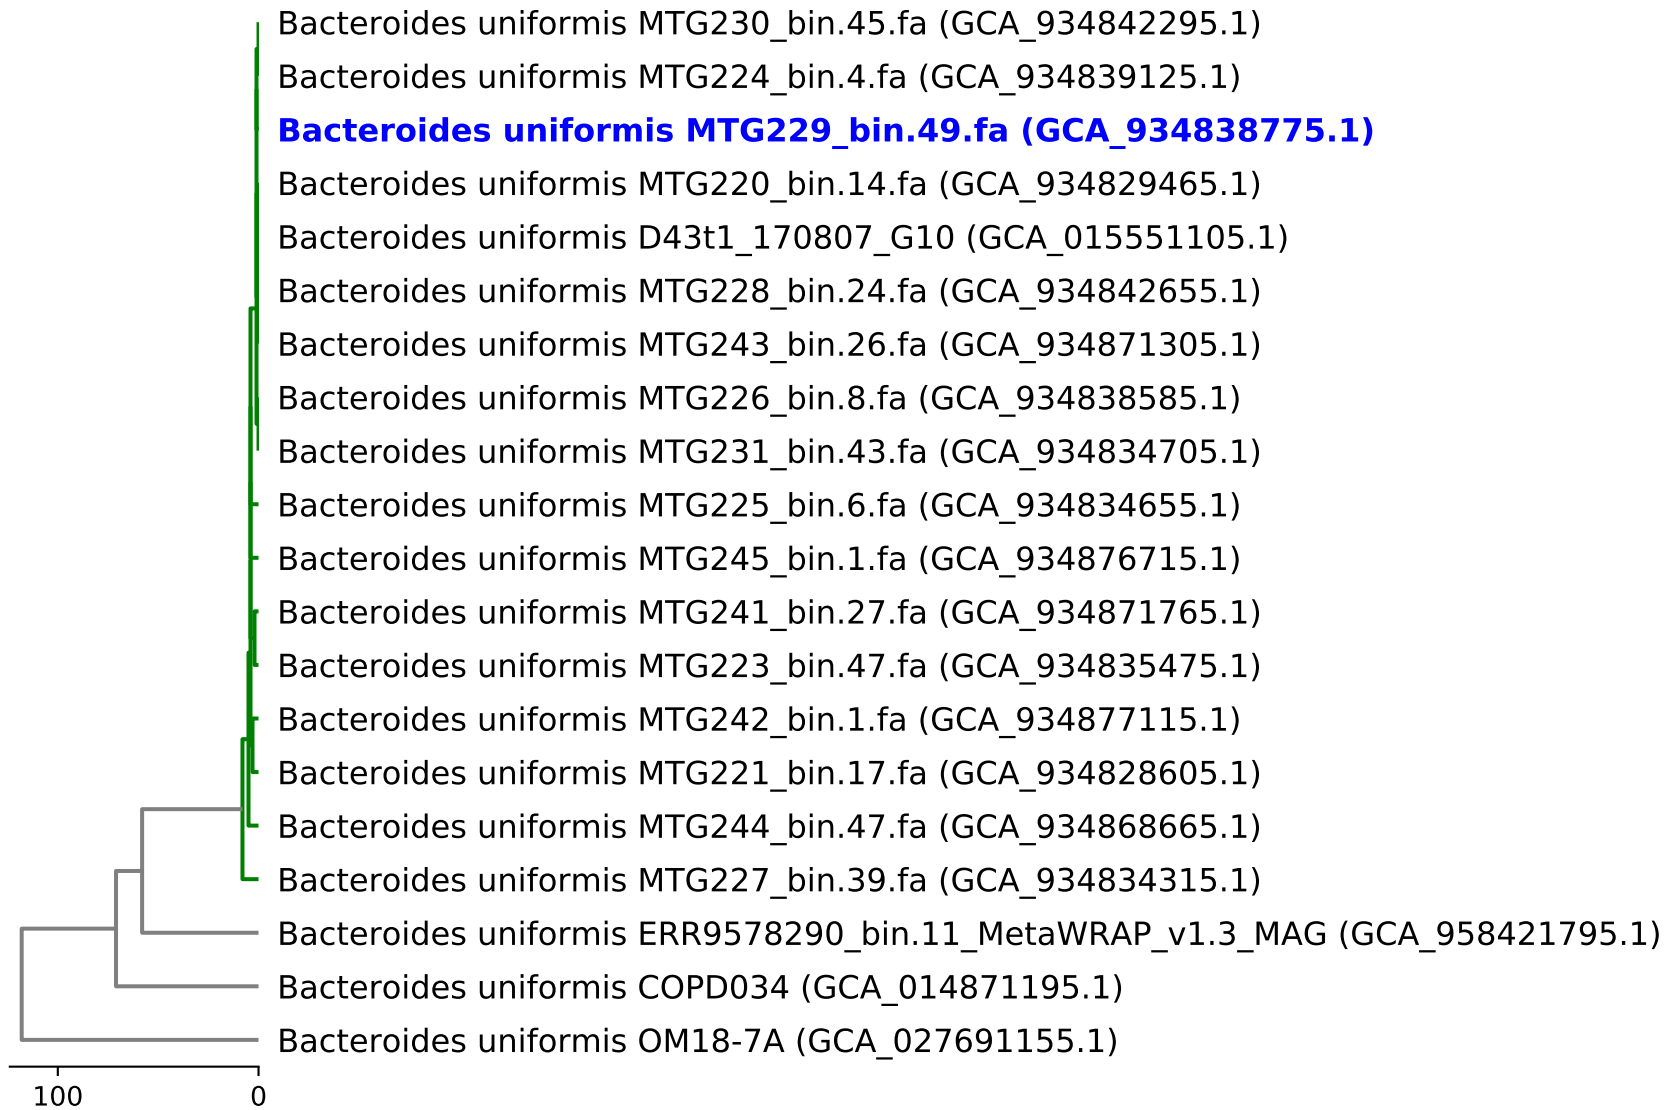 Bacteroides uniformis MTG230_bin.45.fa (GCA_934842295.1)
Bacteroides uniformis MTG224_bin.4.fa (GCA_934839125.1)
Bacteroides uniformis MTG229_bin.49.fa (GCA_934838775.1)
Bacteroides uniformis MTG220_bin.14.fa (GCA_934829465.1)
Bacteroides uniformis D43t1_170807_G10 (GCA_015551105.1)
Bacteroides uniformis MTG228_bin.24.fa (GCA_934842655.1)
Bacteroides uniformis MTG243_bin.26.fa (GCA_934871305.1)
Bacteroides uniformis MTG226_bin.8.fa (GCA_934838585.1)
Bacteroides uniformis MTG231_bin.43.fa (GCA_934834705.1)
Bacteroides uniformis MTG225_bin.6.fa (GCA_934834655.1)
Bacteroides uniformis MTG245_bin.1.fa (GCA_934876715.1)
Bacteroides uniformis MTG241_bin.27.fa (GCA_934871765.1)
Bacteroides uniformis MTG223_bin.47.fa (GCA_934835475.1)
Bacteroides uniformis MTG242_bin.1.fa (GCA_934877115.1)
Bacteroides uniformis MTG221_bin.17.fa (GCA_934828605.1)
Bacteroides uniformis MTG244_bin.47.fa (GCA_934868665.1)
Bacteroides uniformis MTG227_bin.39.fa (GCA_934834315.1)
Bacteroides uniformis ERR9578290_bin.11_MetaWRAP_v1.3_MAG (GCA_958421795.1)
Bacteroides uniformis COPD034 (GCA_014871195.1)
Bacteroides uniformis OM18-7A (GCA_027691155.1)
100 0